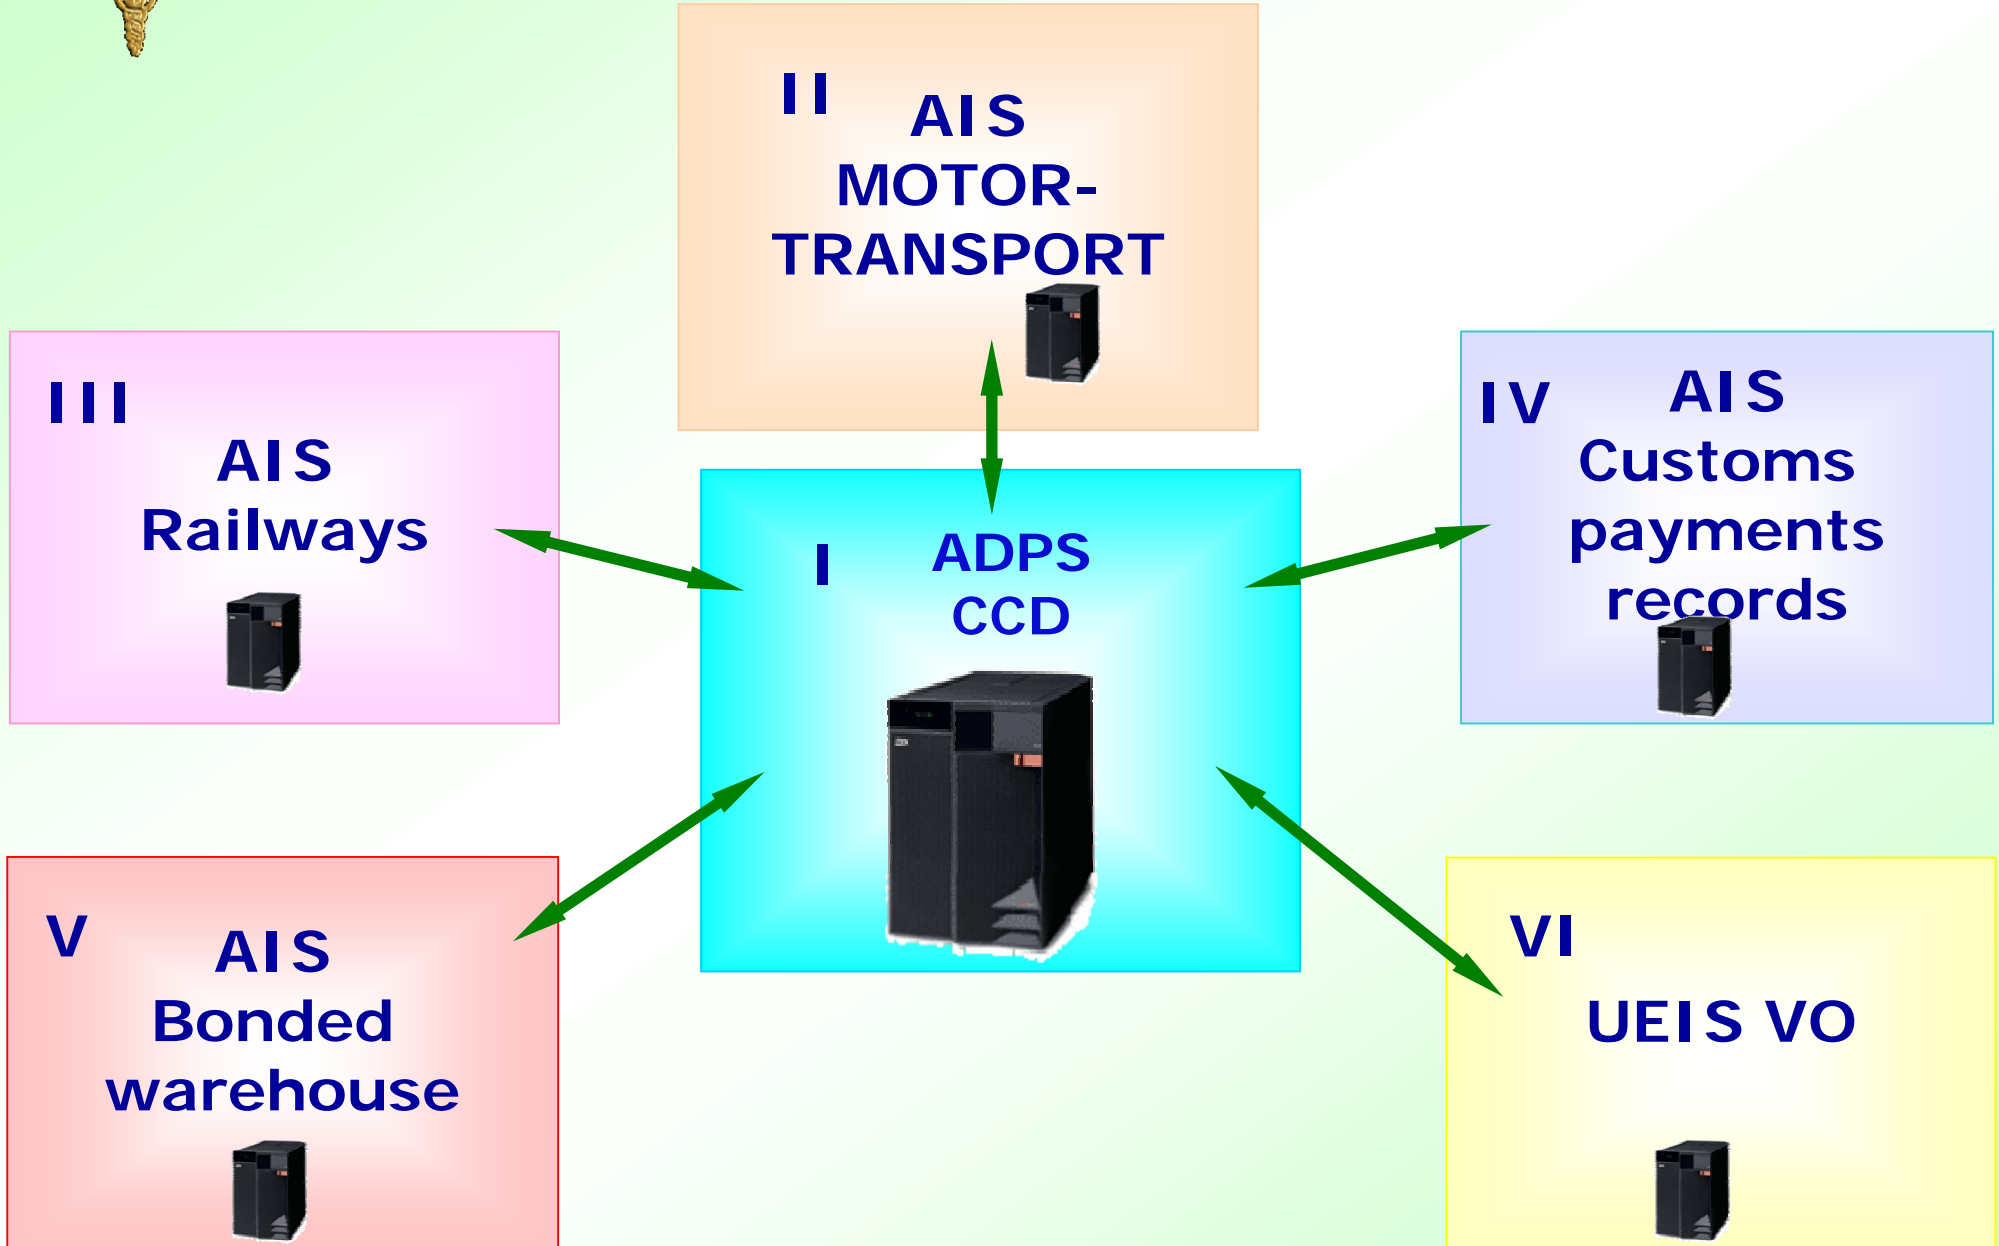 II
AIS
MOTOR-
TRANSPORT
III
AIS
Railways
IV
AIS
Customs
payments
records
I
ADPS
CCD
V
AIS
Bonded
warehouse
VI
UEIS VO